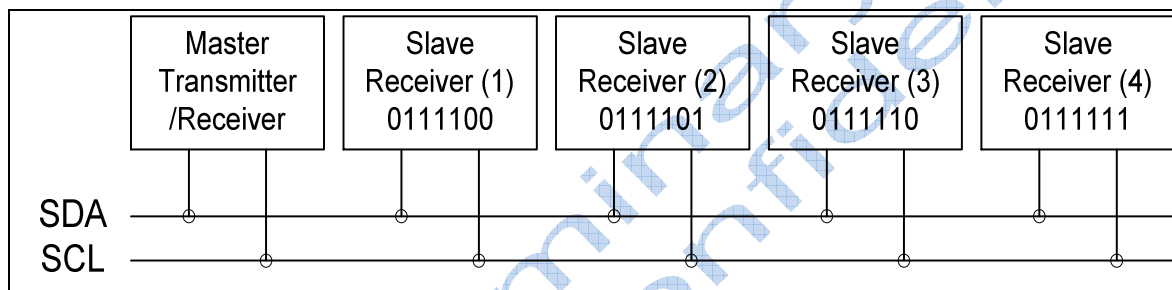 Master
Transmitter
/Receiver
Slave
Receiver (1)
0111100
Slave
Receiver (2)
0111101
Slave
Receiver (3)
0111110
Slave
Receiver (4)
0111111
SDA
SCL